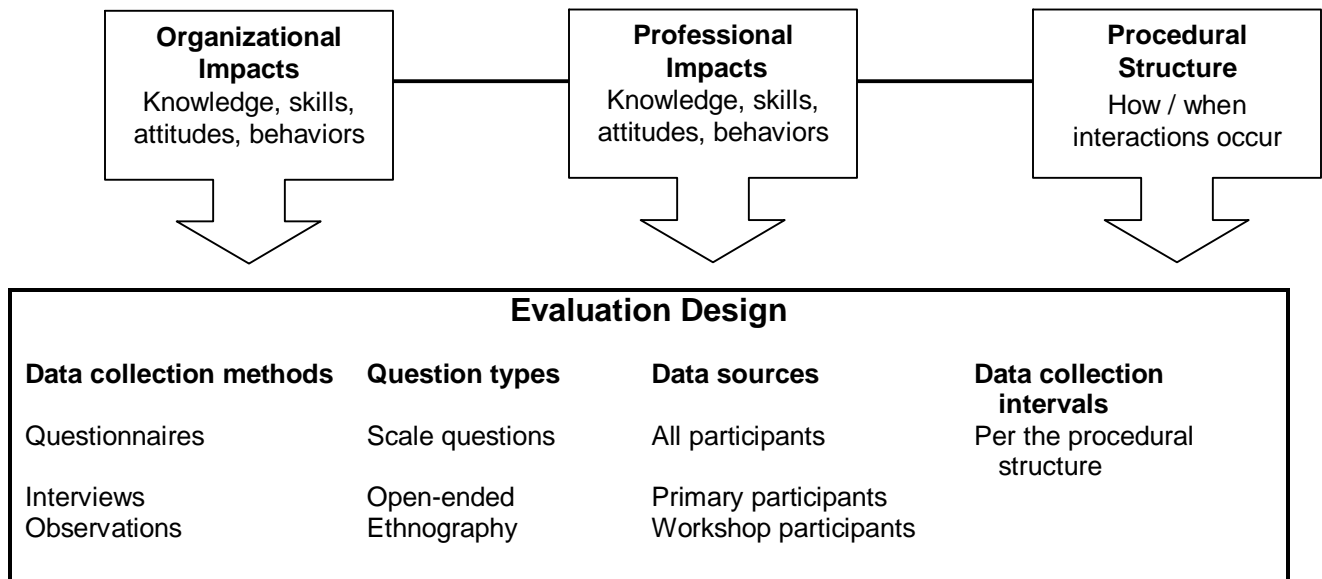 Organizational
Impacts
Knowledge, skills,
attitudes, behaviors
Professional
Impacts
Knowledge, skills,
attitudes, behaviors
Procedural
Structure
How / when
interactions occur
Evaluation Design
Data collection methods Question types Data sources Data collection
intervals
Questionnaires Scale questions All participants Per the procedural
structure
Interviews Open-ended Primary participants
Observations Ethnography Workshop participants